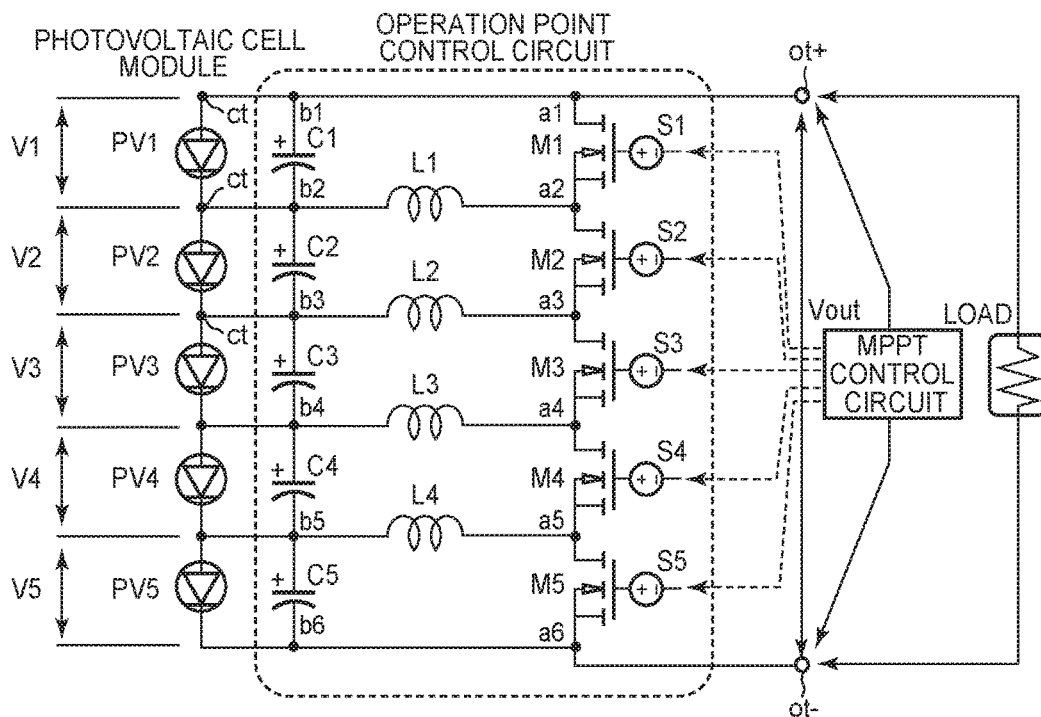 PHOTOVOLTAIC CELL
MODULE
OPERATION POINT
CONTROL CIRCUIT
ot+
ct
b1
a1
V1
PV1
+
C1
M1
S1
+ -
ct
b2
L1
a2
V2
PV2
+
C2
M2
S2
+ -
ct
b3
L2
a3
Vout
LOAD
V3
PV3
+
C3
M3
S3
+ -
MPPT
CONTROL
CIRCUIT
b4
L3
a4
V4
PV4
+
C4
M4
S4
+ -
b5
L4
a5
V5
PV5
+
C5
M5
S5
+ -
b6
a6
ot-